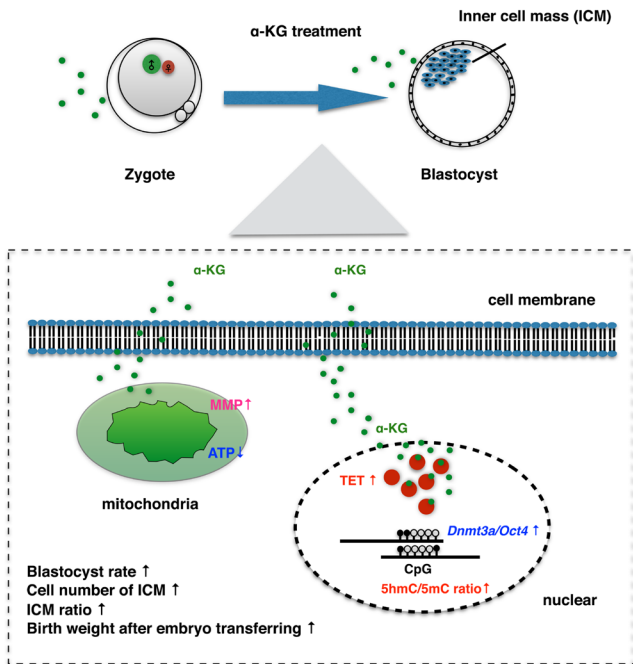 Inner cell mass (ICM)
α-KG treatment
♂ ♀
Zygote
Blastocyst
α-KG
α-KG
cell membrane
MMP↑
α-KG
ATP↓
TET ↑
mitochondria
Dnmt3a/Oct4 ↑
CpG
5hmC/5mC ratio↑
nuclear
Blastocyst rate ↑
Cell number of ICM ↑
ICM ratio ↑
Birth weight after embryo transferring ↑